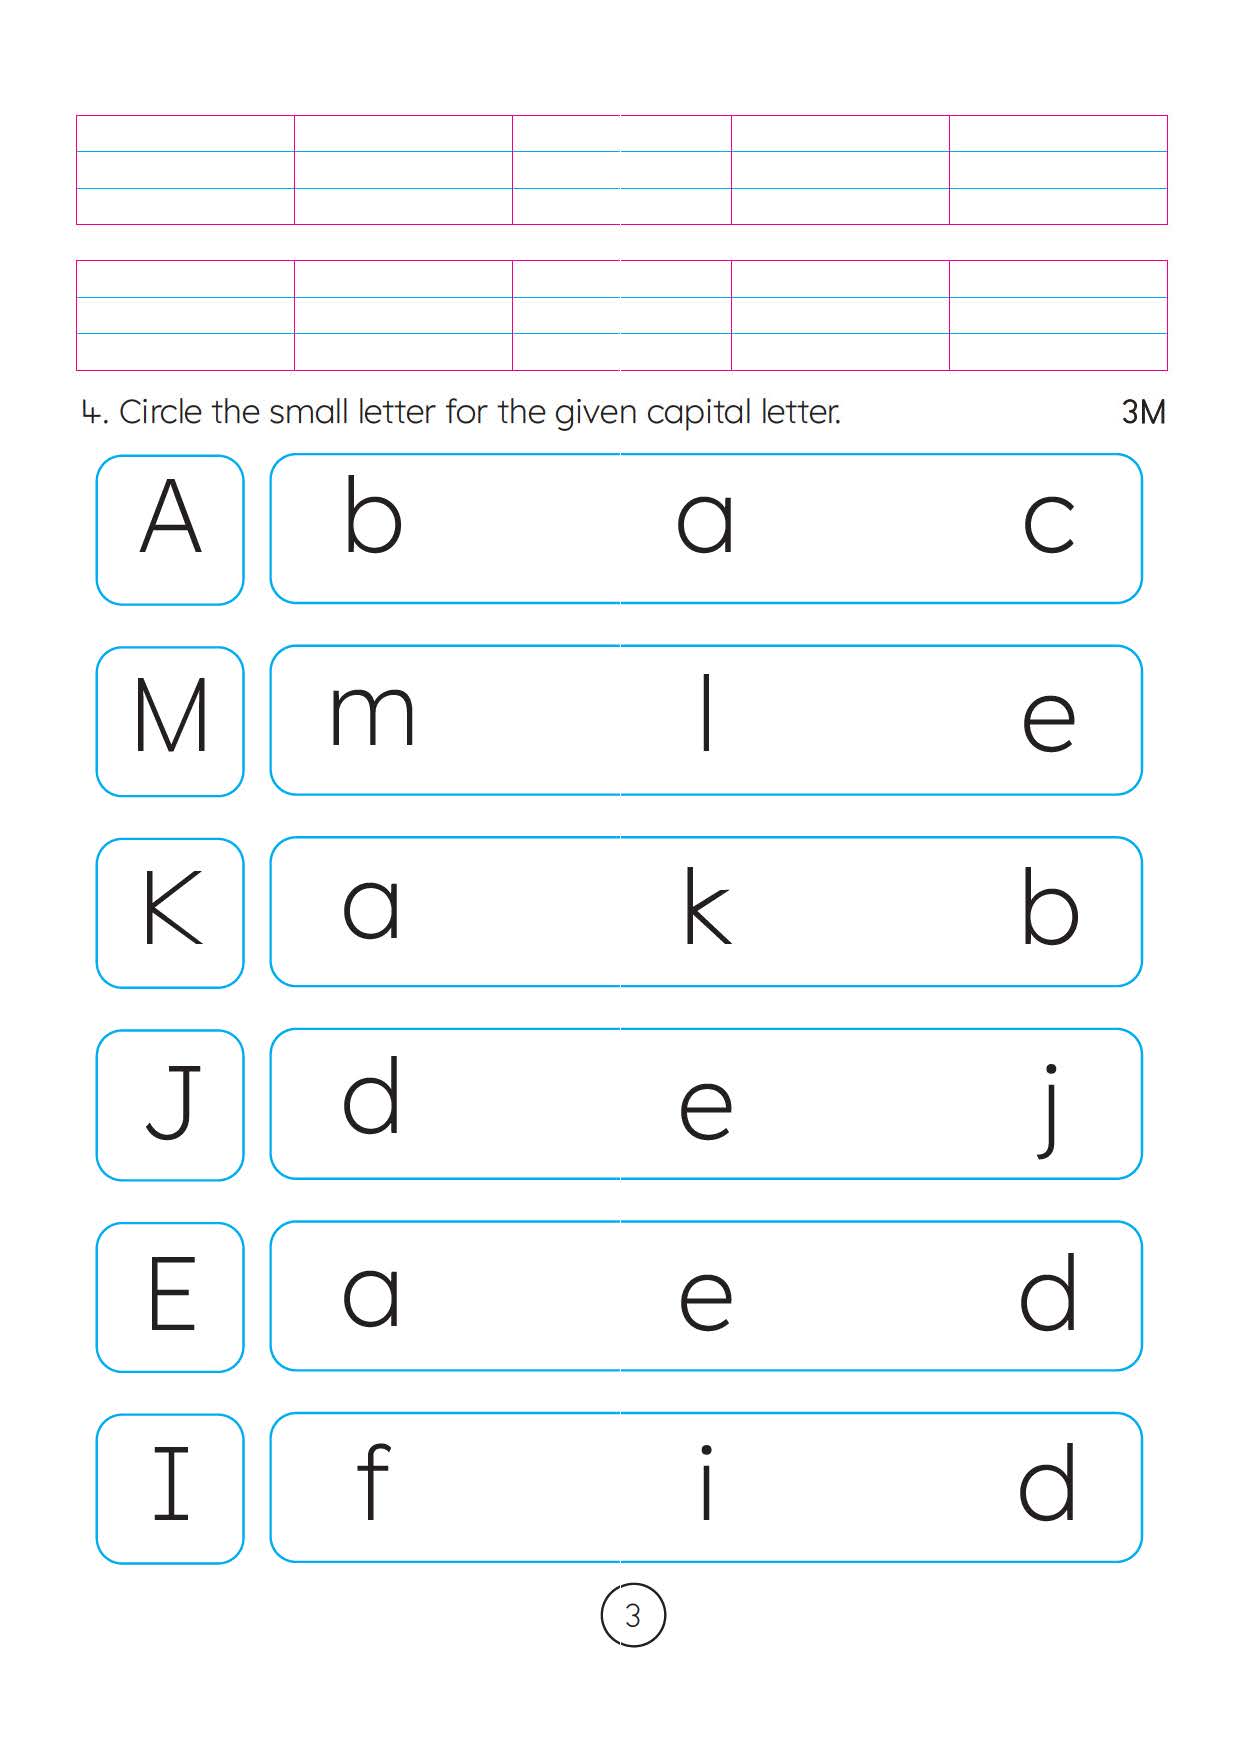 4. Circle the small letter for the given capital letter. 3M
A b a c
M m l e
K a k b
J d e j
E a e d
I f i d
3